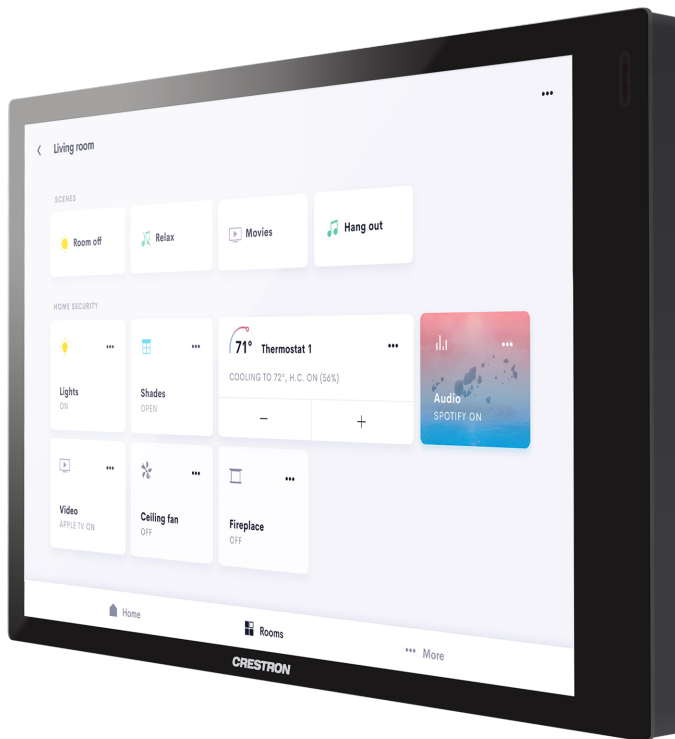 Living room
SCENES
Room off
Relax
Movies
Hang out
HOME SECURITY
Lights
ON
Shades
OPEN
71° Thermostat 1
COOLING TO 72°, H.C. ON (56%)
− +
Audio
SPOTIFY ON
Video
APPLE TV ON
Ceiling fan
OFF
Fireplace
OFF
Home
Rooms
More
CRESTRON